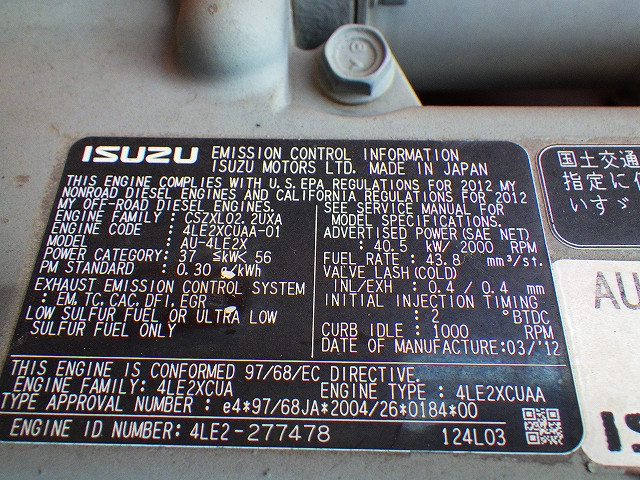 ISUZU EMISSION CONTROL INFORMATION
ISUZU MOTORS LTD. MADE IN JAPAN
THIS ENGINE COMPLIES WITH U.S. EPA REGULATIONS FOR 2012 MY
NONROAD DIESEL ENGINES AND CALIFORNIA REGULATIONS FOR 2012
MY OFF-ROAD DIESEL ENGINES.
ENGINE FAMILY : CSZXL02.2UXA
ENGINE CODE : 4LE2XCUAA-01
MODEL : AU-4LE2X
POWER CATEGORY: 37 ≦kW< 56
PM STANDARD : 0.30 g/kWh
EXHAUST EMISSION CONTROL SYSTEM
: EM, TC, CAC, DFI, EGR
LOW SULFUR FUEL OR ULTRA LOW
SULFUR FUEL ONLY
SEE SERVICE MANUAL FOR
MODEL SPECIFICATIONS.
ADVERTISED POWER(SAE NET)
: 40.5 kW/ 2000 RPM
FUEL RATE : 43.8 mm³/st.
VALVE LASH (COLD)
INL/EXH : 0.4 / 0.4 mm
INITIAL INJECTION TIMING
: 2 °BTDC
CURB IDLE : 1000 RPM
DATE OF MANUFACTURE:03/'12
THIS ENGINE IS CONFORMED 97/68/EC DIRECTIVE
ENGINE FAMILY: 4LE2XCUA ENGINE TYPE : 4LE2XCUAA
TYPE APPROVAL NUMBER : e4*97/68JA*2004/26*0184*00
ENGINE ID NUMBER: 4LE2-277478 124L03
国土交通
指定に
いすゞ
AU
IS